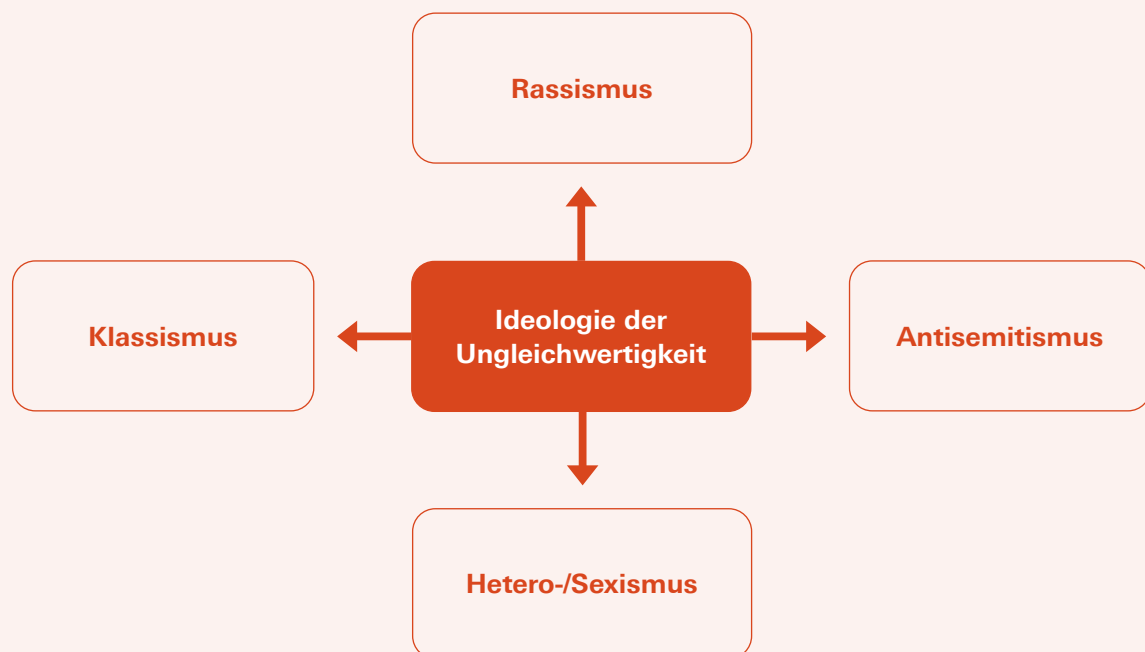 Rassismus
Klassismus
Ideologie der
Ungleichwertigkeit
Antisemitismus
Hetero-/Sexismus